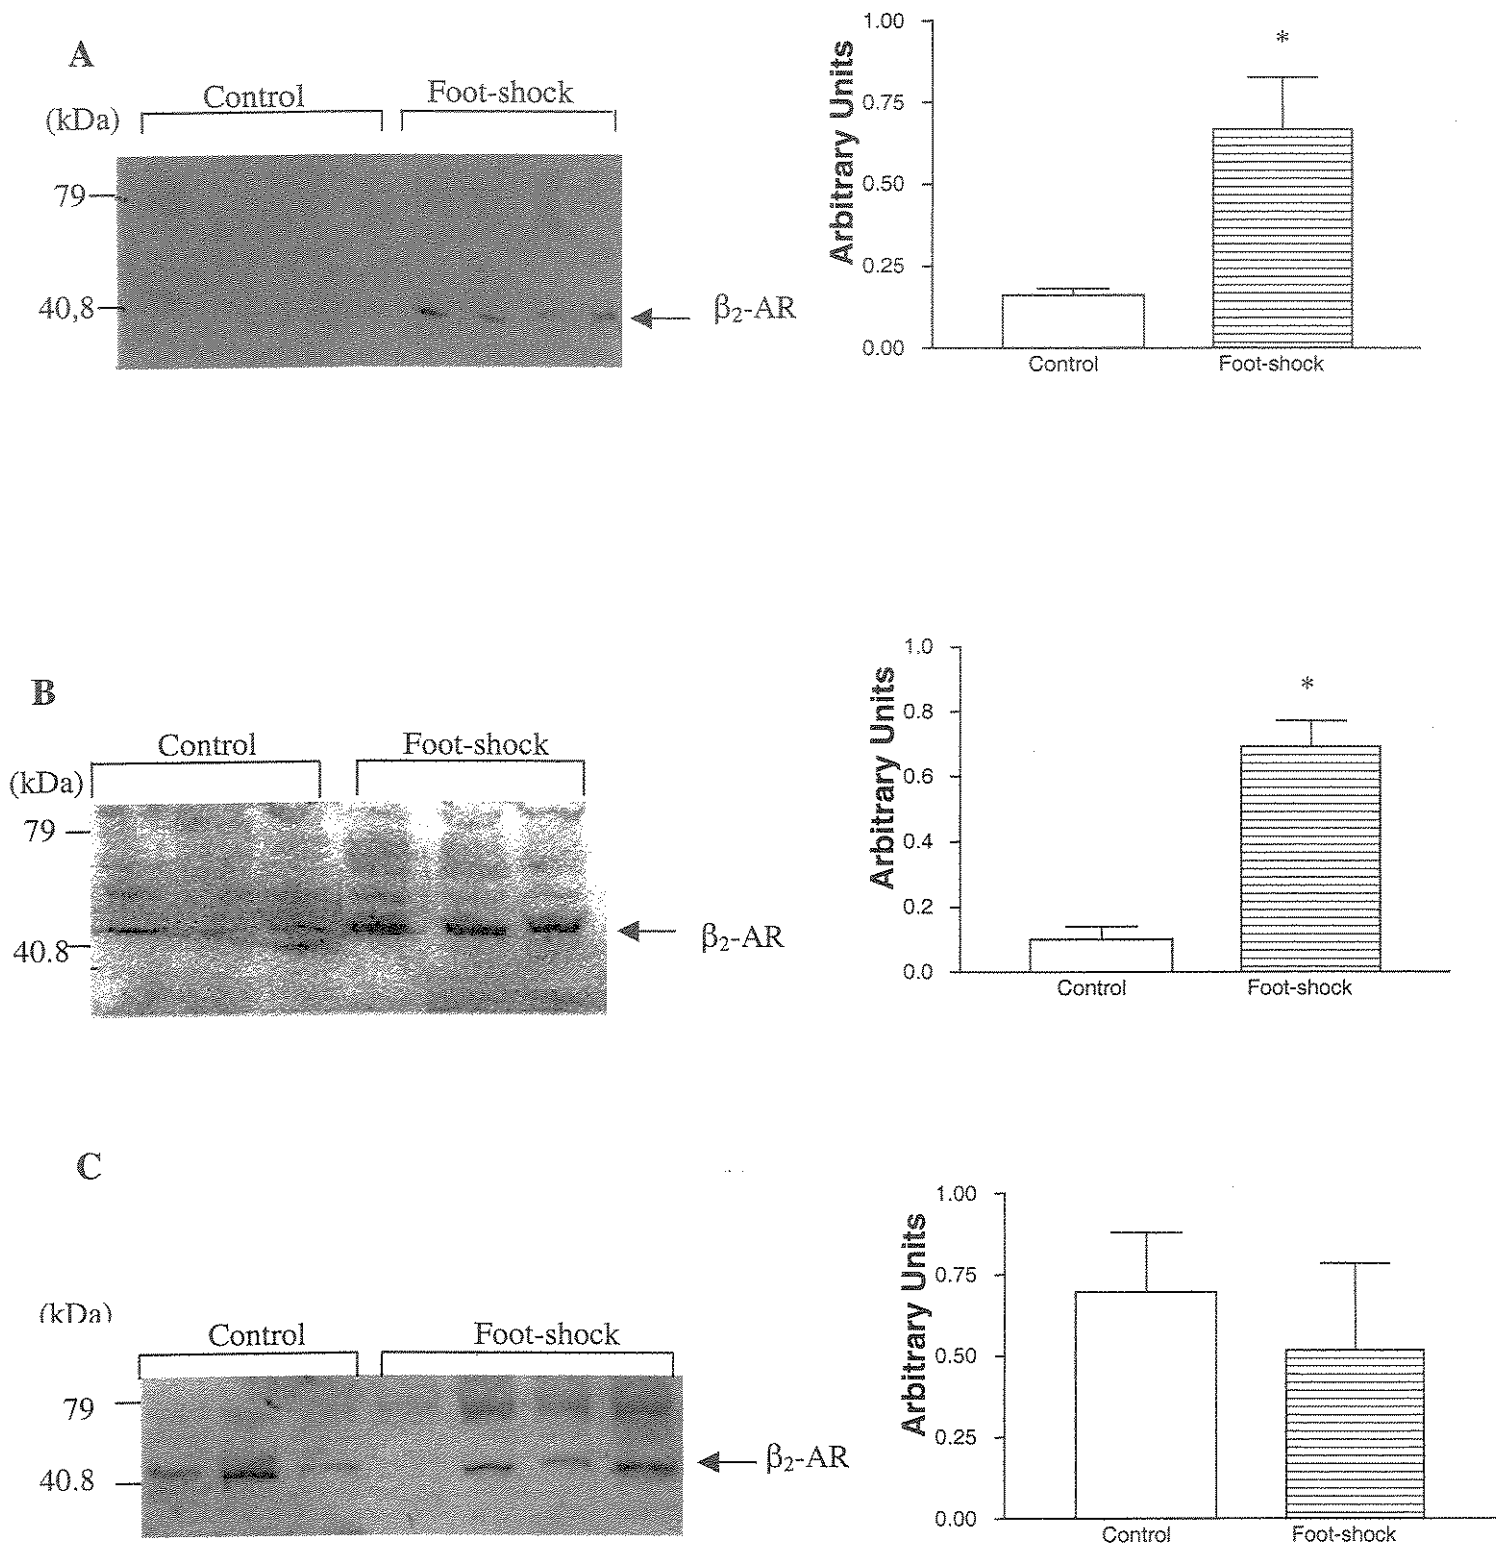 A
Control Foot-shock
(kDa)
79
40,8
β₂-AR
Arbitrary Units
1.00
0.75
0.50
0.25
0.00
*
Control Foot-shock
B
Control Foot-shock
(kDa)
79
40.8
β₂-AR
Arbitrary Units
1.0
0.8
0.6
0.4
0.2
0.0
*
Control Foot-shock
C
(kDa)
Control Foot-shock
79
40.8
β₂-AR
Arbitrary Units
1.00
0.75
0.50
0.25
0.00
Control Foot-shock